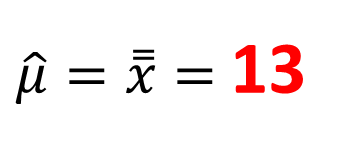 μ̂ = x̿ = 13